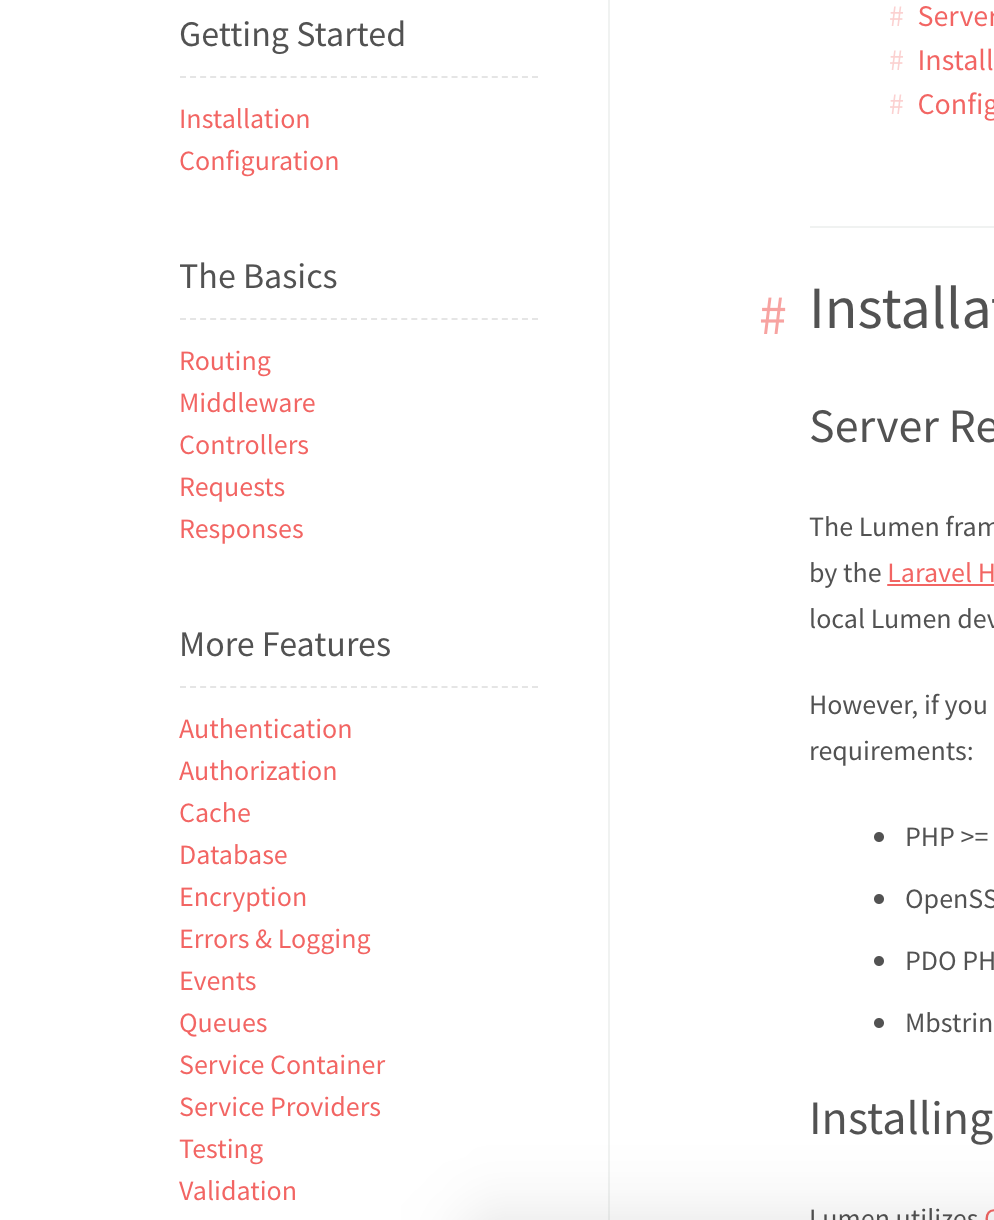 Getting Started
Installation
Configuration
The Basics
Routing
Middleware
Controllers
Requests
Responses
More Features
Authentication
Authorization
Cache
Database
Encryption
Errors & Logging
Events
Queues
Service Container
Service Providers
Testing
Validation
# Server
# Install
# Config
# Installat
Server Re
The Lumen fram
by the Laravel H
local Lumen dev
However, if you
requirements:
• PHP >=
• OpenSS
• PDO PH
• Mbstrin
Installing
Lumen utilizes